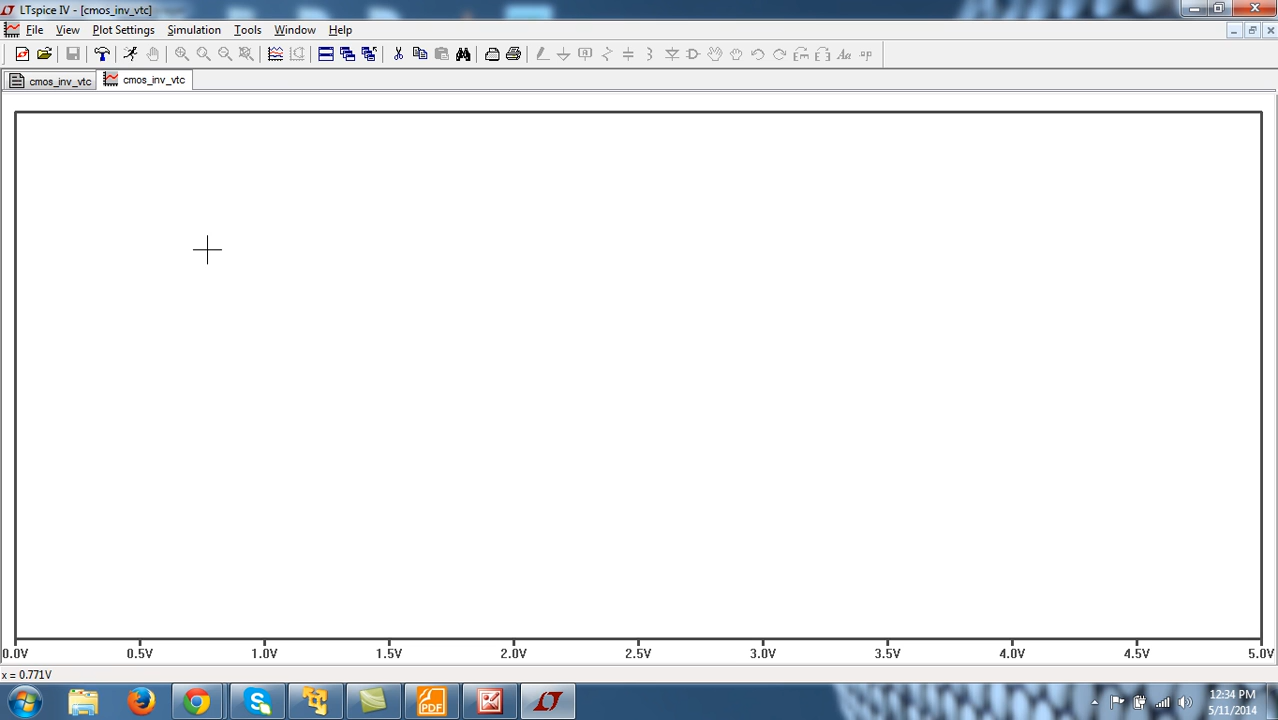 LTspice IV - [cmos_inv_vtc]
File View Plot Settings Simulation Tools Window Help
cmos_inv_vtc cmos_inv_vtc
0.0V 0.5V 1.0V 1.5V 2.0V 2.5V 3.0V 3.5V 4.0V 4.5V 5.0V
x = 0.771V
PDF
12:34 PM
5/11/2014